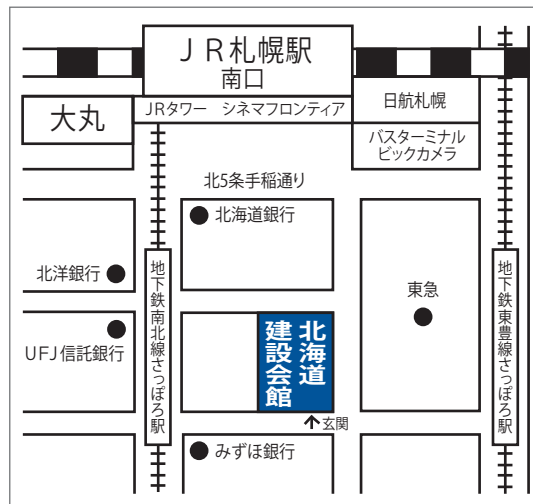 JR札幌駅
南口
大丸
JRタワー シネマフロンティア
日航札幌
バスターミナル
ビックカメラ
北5条手稲通り
北海道銀行
北洋銀行
地下鉄南北線さっぽろ駅
地下鉄東豊線さっぽろ駅
東急
UFJ信託銀行
北海道
建設会館
玄関
みずほ銀行